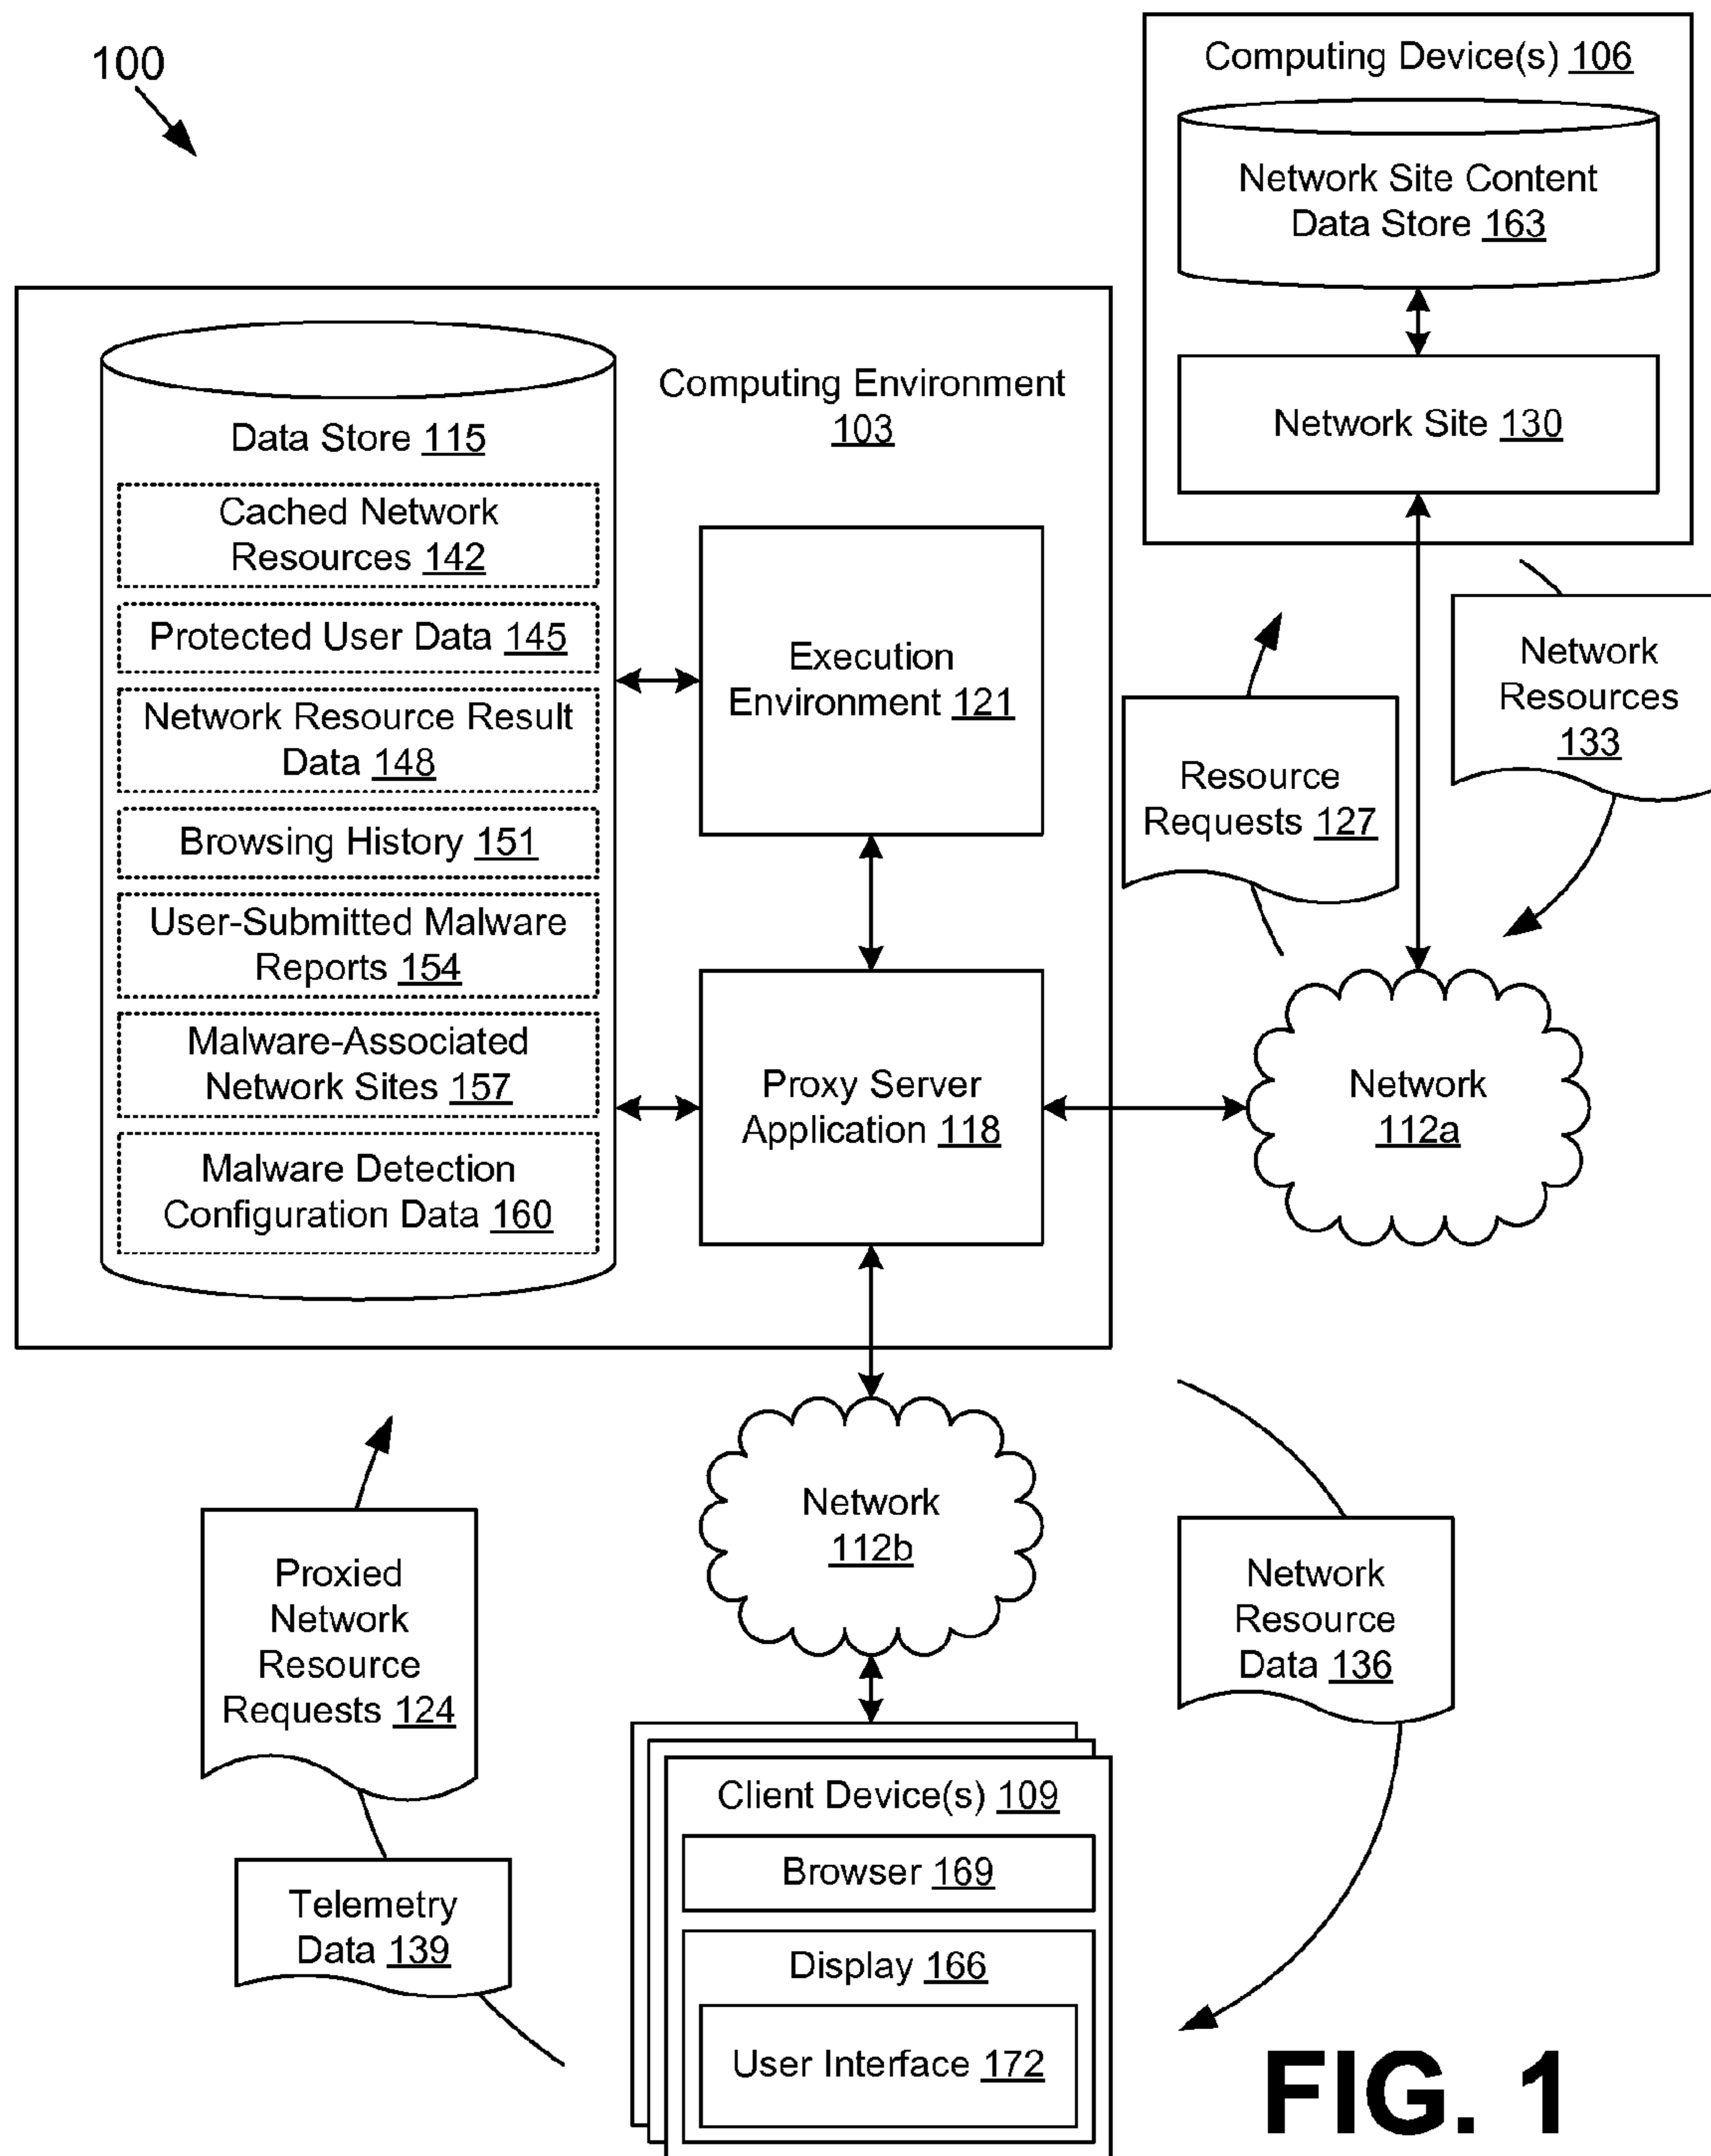 100
Computing Device(s) 106
Network Site Content
Data Store 163
Network Site 130
Computing Environment
103
Data Store 115
Cached Network
Resources 142
Protected User Data 145
Network Resource Result
Data 148
Browsing History 151
User-Submitted Malware
Reports 154
Malware-Associated
Network Sites 157
Malware Detection
Configuration Data 160
Execution
Environment 121
Proxy Server
Application 118
Resource
Requests 127
Network
Resources
133
Network
112a
Network
112b
Proxied
Network
Resource
Requests 124
Telemetry
Data 139
Network
Resource
Data 136
Client Device(s) 109
Browser 169
Display 166
User Interface 172
FIG. 1